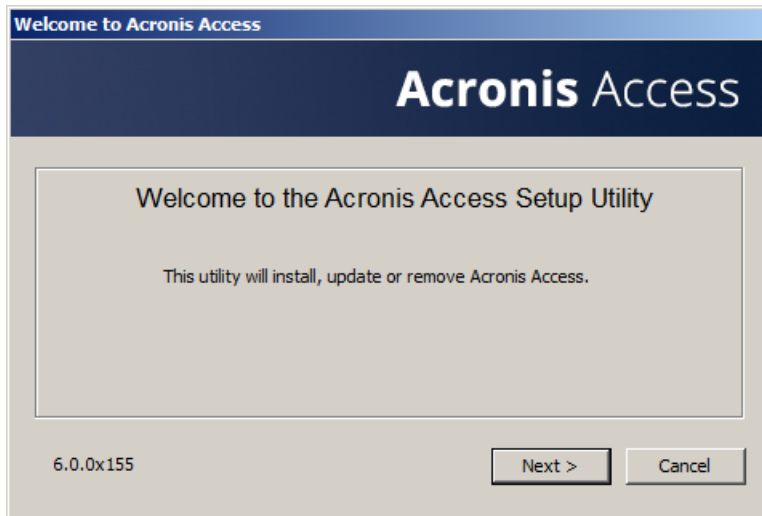 Welcome to Acronis Access
Acronis Access
Welcome to the Acronis Access Setup Utility
This utility will install, update or remove Acronis Access.
6.0.0x155
Next >
Cancel